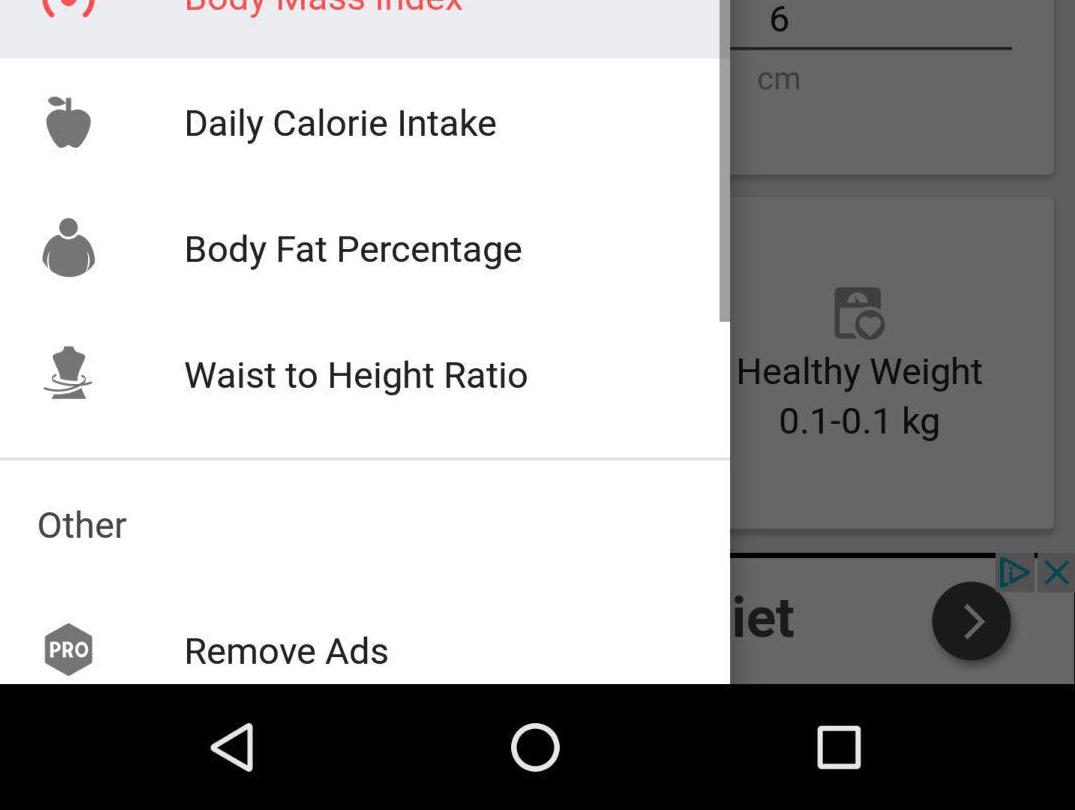 Body Mass Index
Daily Calorie Intake
Body Fat Percentage
Waist to Height Ratio
Other
PRO
Remove Ads
6
cm
Healthy Weight
0.1-0.1 kg
iet